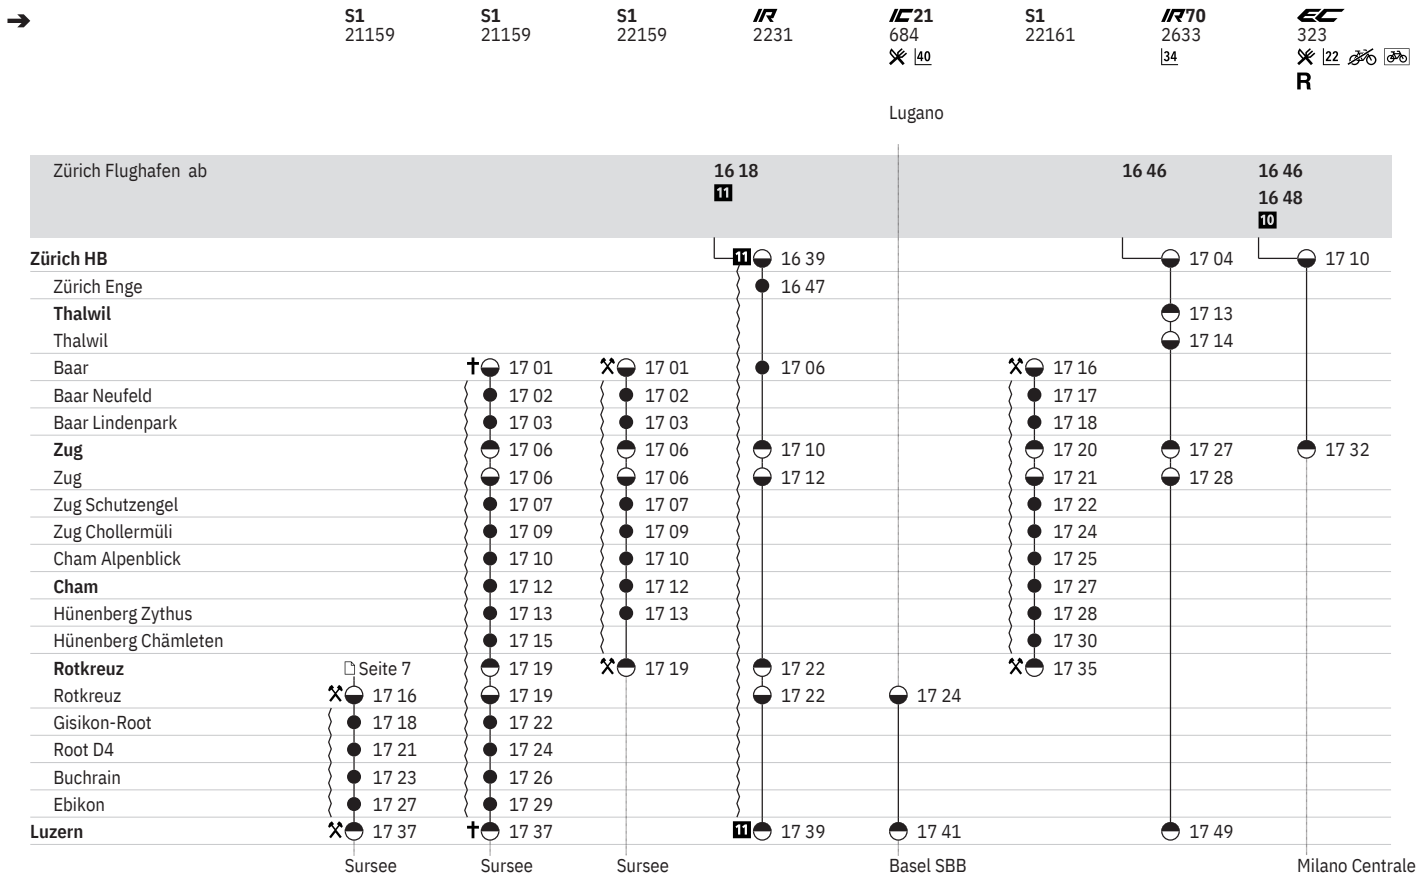 S1 S1 S1 IR IC21 S1 IR70 EC
21159 21159 22159 2231 684 22161 2633 323
40 34 22
R
Lugano
Zürich Flughafen ab 16 18 16 46 16 46
11 16 48
10
Zürich HB 11 16 39 17 04 17 10
Zürich Enge 16 47
Thalwil 17 13
Thalwil 17 14
Baar 17 01 17 01 17 06 17 16
Baar Neufeld 17 02 17 02 17 17
Baar Lindenpark 17 03 17 03 17 18
Zug 17 06 17 06 17 10 17 20 17 27 17 32
Zug 17 06 17 06 17 12 17 21 17 28
Zug Schutzengel 17 07 17 07 17 22
Zug Chollermüli 17 09 17 09 17 24
Cham Alpenblick 17 10 17 10 17 25
Cham 17 12 17 12 17 27
Hünenberg Zythus 17 13 17 13 17 28
Hünenberg Chämleten 17 15 17 30
Rotkreuz Seite 7 17 19 17 19 17 22 17 35
Rotkreuz 17 16 17 19 17 22 17 24
Gisikon-Root 17 18 17 22
Root D4 17 21 17 24
Buchrain 17 23 17 26
Ebikon 17 27 17 29
Luzern 17 37 17 37 11 17 39 17 41 17 49
Sursee Sursee Sursee Basel SBB Milano Centrale